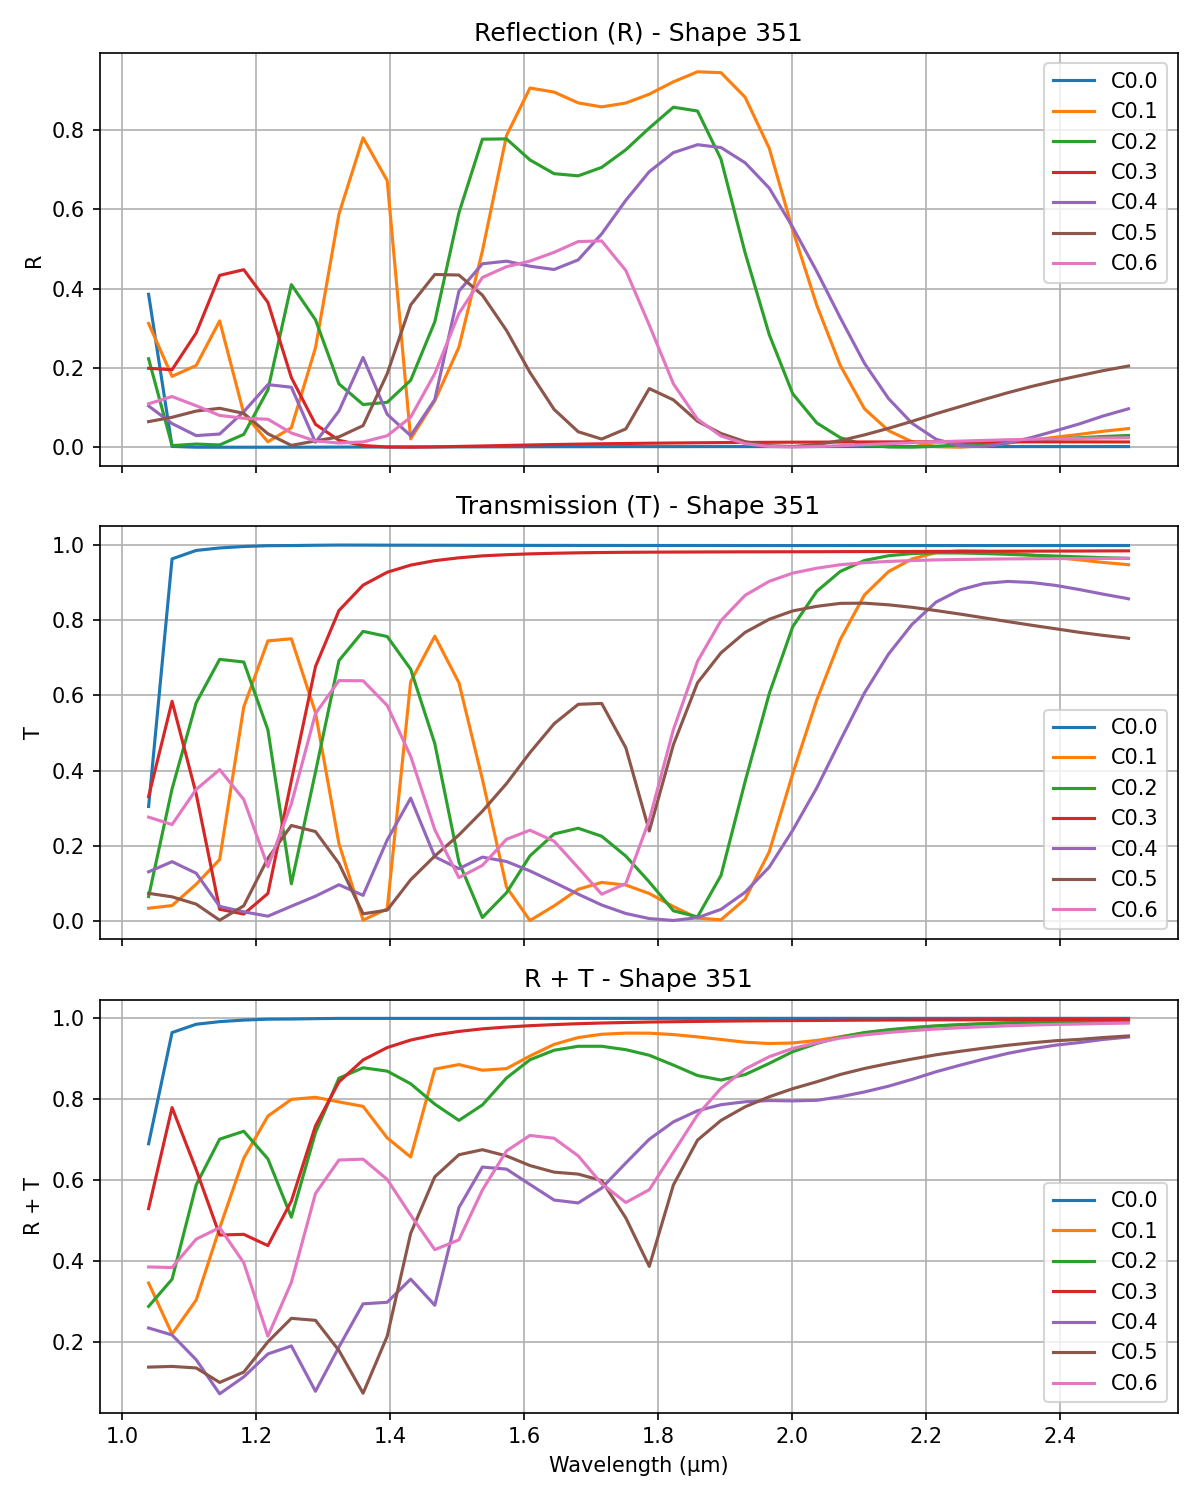 Reflection (R) - Shape 351
R
0.8
0.6
0.4
0.2
0.0
C0.0
C0.1
C0.2
C0.3
C0.4
C0.5
C0.6
Transmission (T) - Shape 351
T
1.0
0.8
0.6
0.4
0.2
0.0
C0.0
C0.1
C0.2
C0.3
C0.4
C0.5
C0.6
R + T - Shape 351
R + T
1.0
0.8
0.6
0.4
0.2
C0.0
C0.1
C0.2
C0.3
C0.4
C0.5
C0.6
1.0 1.2 1.4 1.6 1.8 2.0 2.2 2.4
Wavelength (μm)